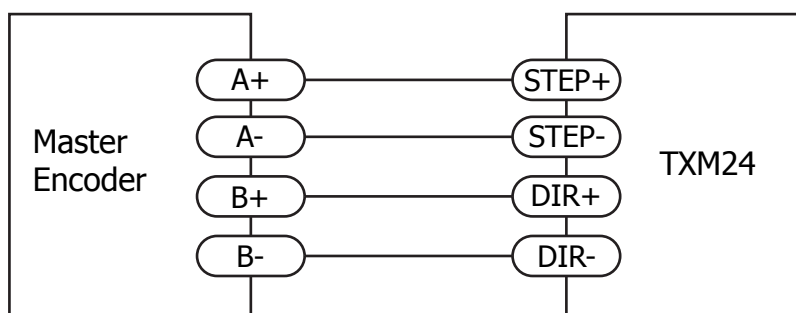 Master
Encoder
A+
A-
B+
B-
STEP+
STEP-
DIR+
DIR-
TXM24